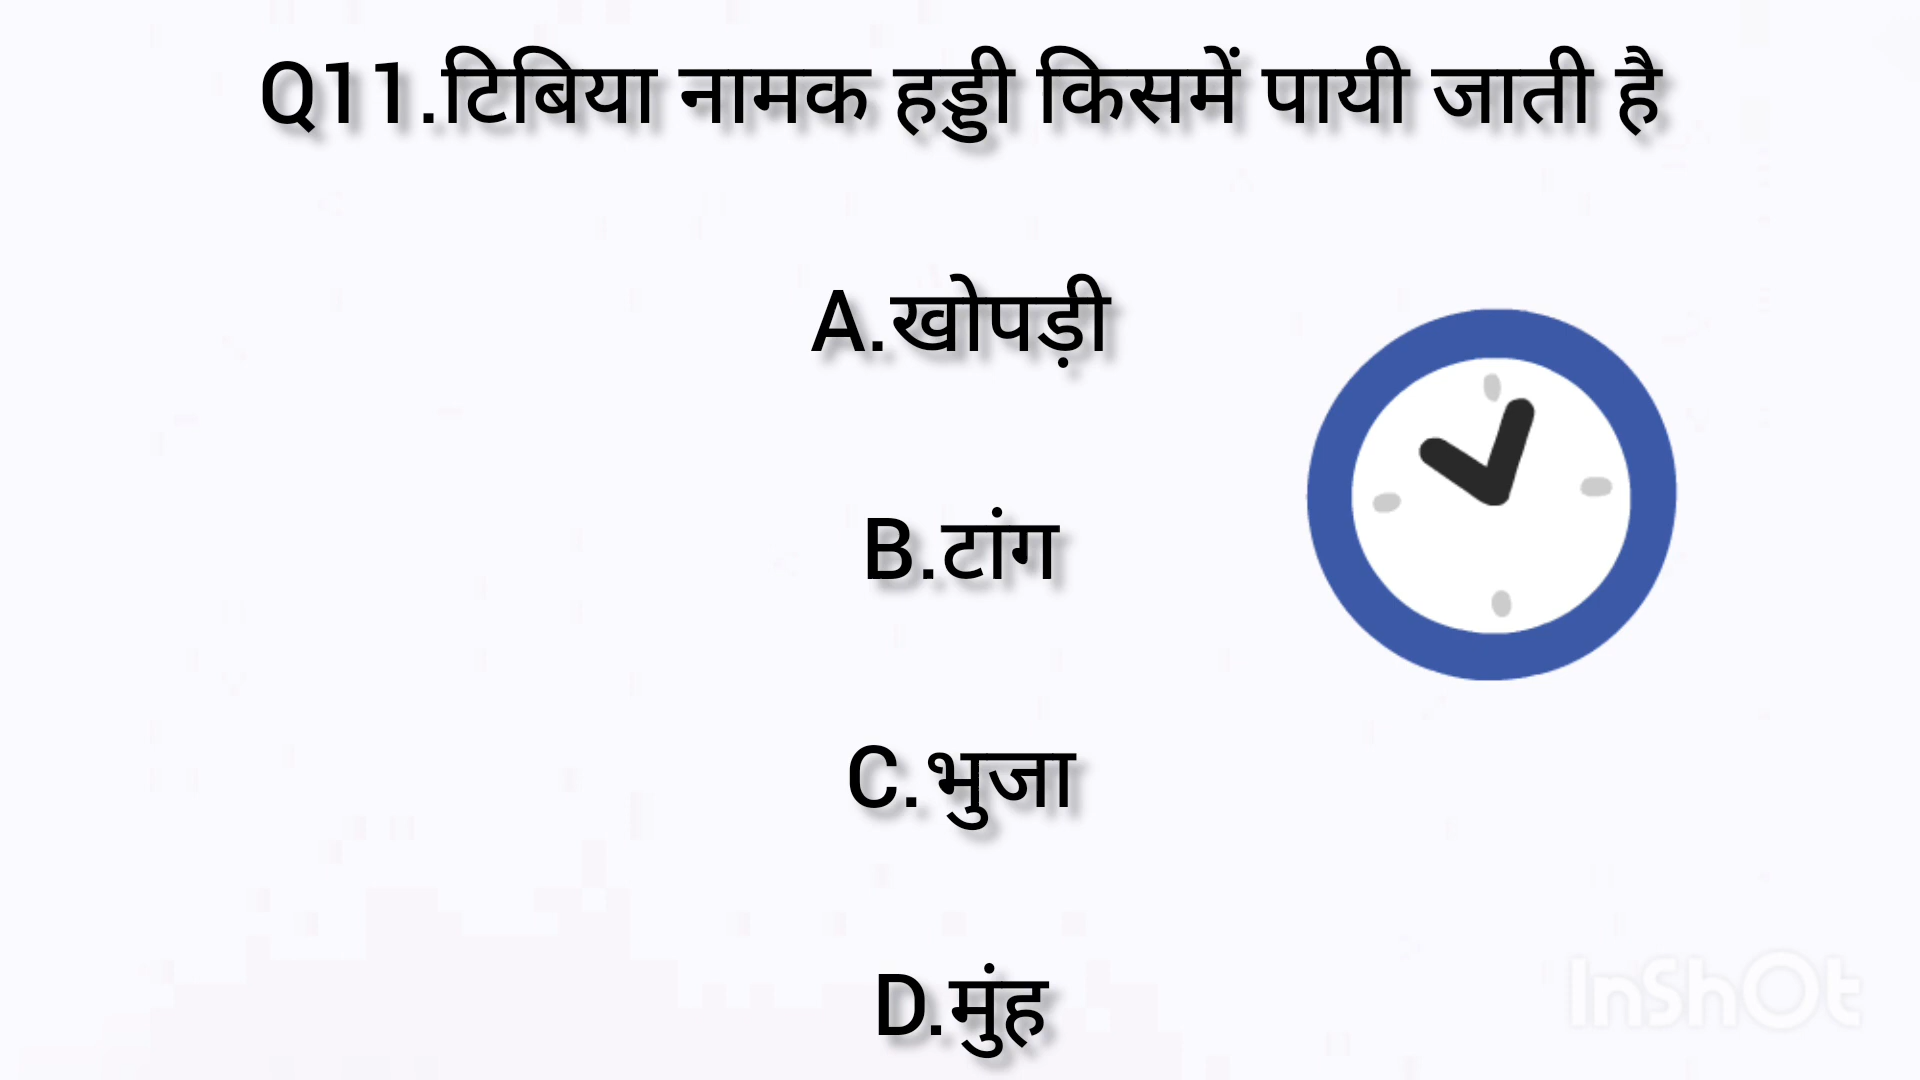 Q11.टिबिया नामक हड्डी किसमें पायी जाती है
A.खोपड़ी
B.टांग
C.भुजा
D.मुंह
InShOt